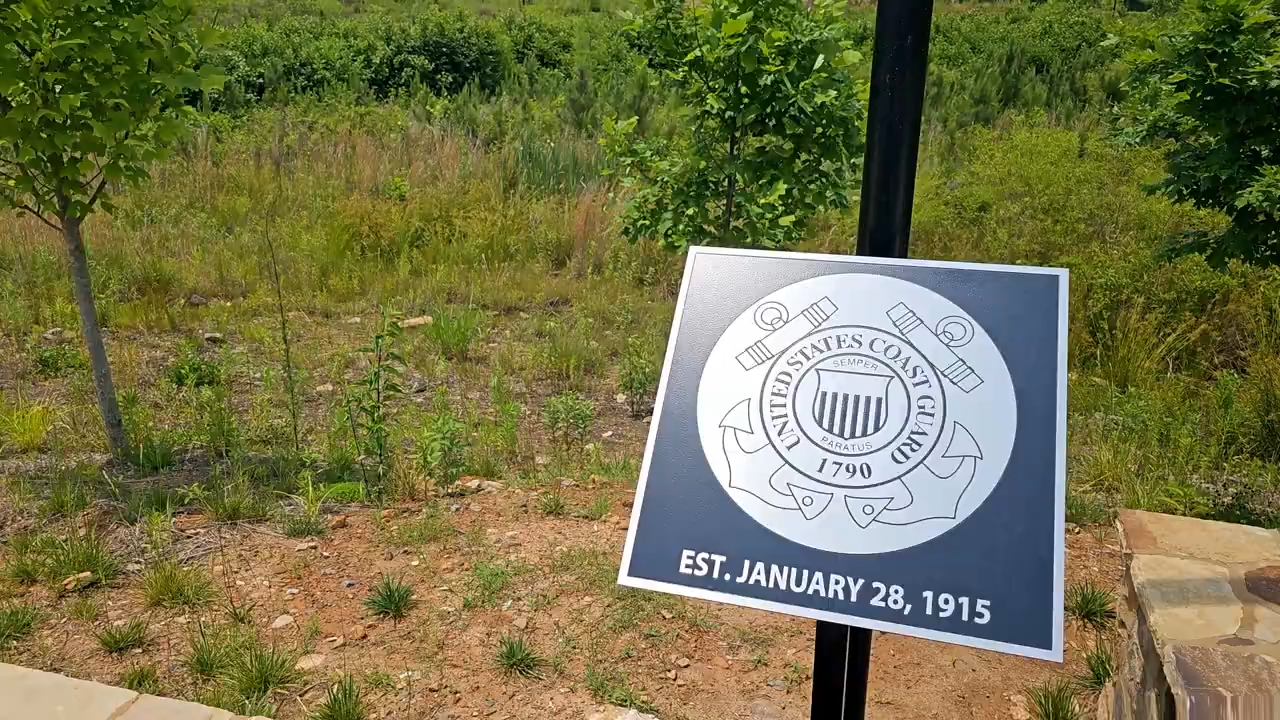 UNITED STATES COAST GUARD
SEMPER
PARATUS
1790
EST. JANUARY 28, 1915